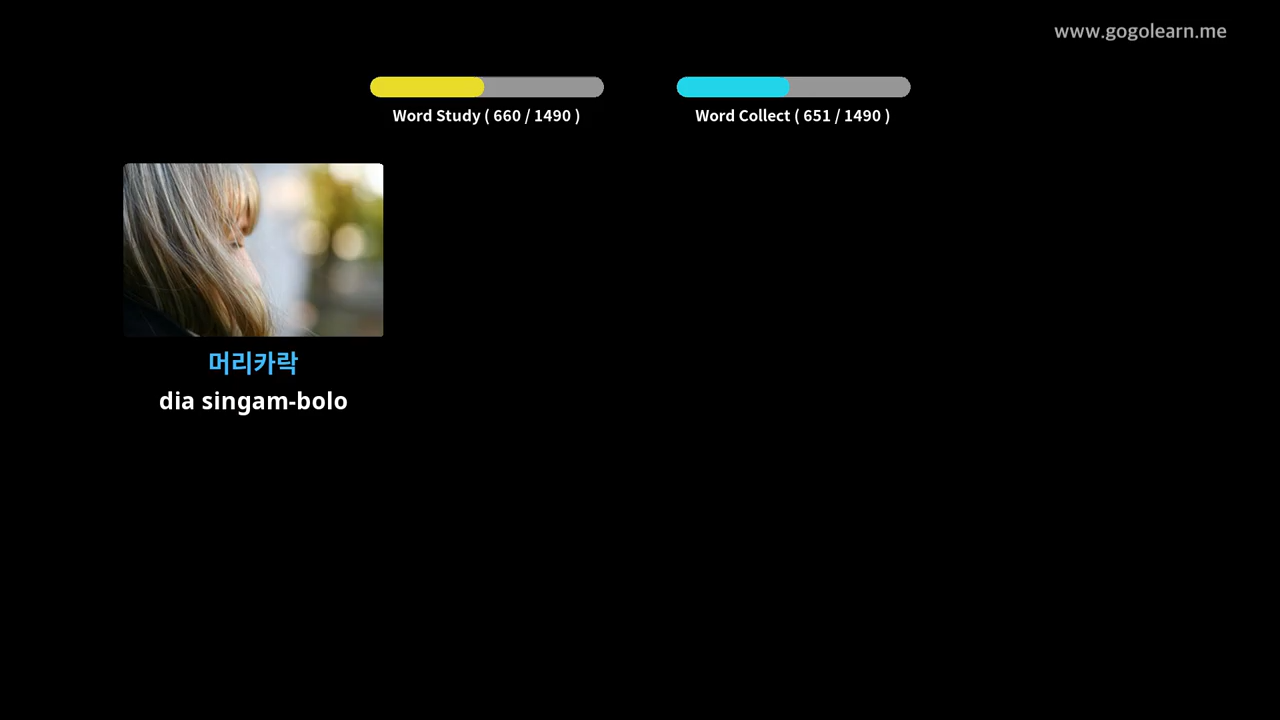 www.gogolearn.me
Word Study ( 660 / 1490 )
Word Collect ( 651 / 1490 )
머리카락
dia singam-bolo